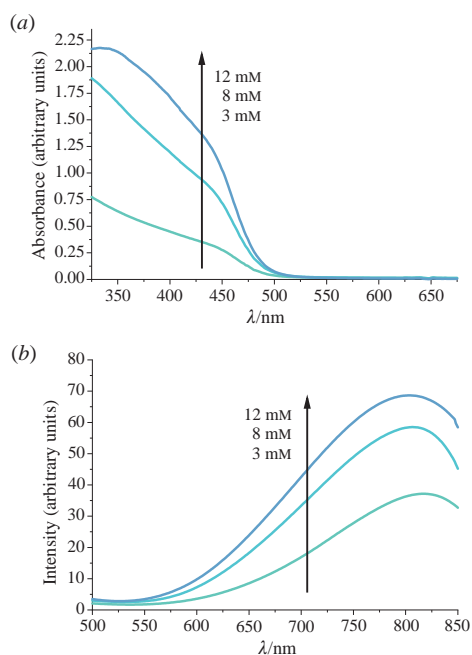 (a)
2.25
2.00
1.75
1.50
1.25
1.00
0.75
0.50
0.25
0.00
Absorbance (arbitrary units)
12 mM
8 mM
3 mM
350 400 450 500 550 600 650
λ/nm
(b)
80
70
60
50
40
30
20
10
0
Intensity (arbitrary units)
12 mM
8 mM
3 mM
500 550 600 650 700 750 800 850
λ/nm